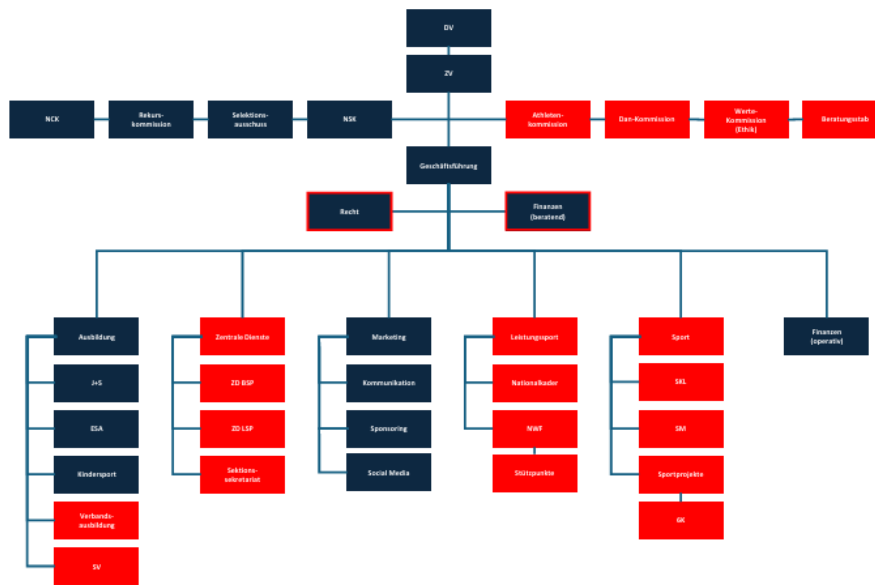 DV
ZV
NCK
Rekurs-
kommission
Selektions-
ausschuss
NSK
Athleten-
kommission
Dan-Kommission
Werte-
Kommission
(Ethik)
Beratungsstab
Geschäftsführung
Recht
Finanzen
(beratend)
Ausbildung
Zentrale Dienste
Marketing
Leistungssport
Sport
Finanzen
(operativ)
J+S
ZD BSP
Kommunikation
Nationalkader
SKL
ESA
ZD LSP
Sponsoring
NWF
SM
Kindersport
Sektions-
sekretariat
Social Media
Stützpunkte
Sportprojekte
Verbands-
ausbildung
GK
SV